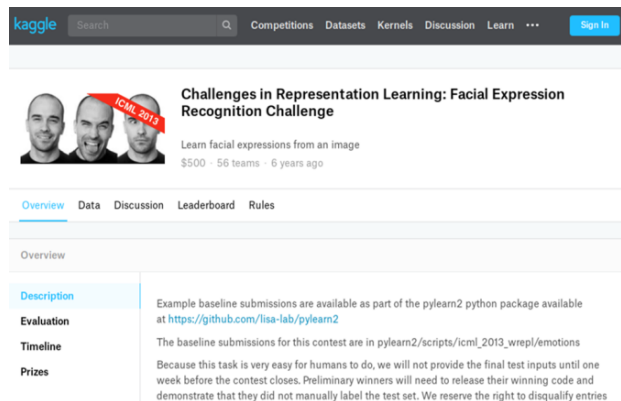 kaggle Search Competitions Datasets Kernels Discussion Learn ••• Sign In
ICML 2013
Challenges in Representation Learning: Facial Expression
Recognition Challenge
Learn facial expressions from an image
$500 · 56 teams · 6 years ago
Overview Data Discussion Leaderboard Rules
Overview
Description
Evaluation
Timeline
Prizes
Example baseline submissions are available as part of the pylearn2 python package available
at https://github.com/lisa-lab/pylearn2
The baseline submissions for this contest are in pylearn2/scripts/icml_2013_wrepl/emotions
Because this task is very easy for humans to do, we will not provide the final test inputs until one
week before the contest closes. Preliminary winners will need to release their winning code and
demonstrate that they did not manually label the test set. We reserve the right to disqualify entries